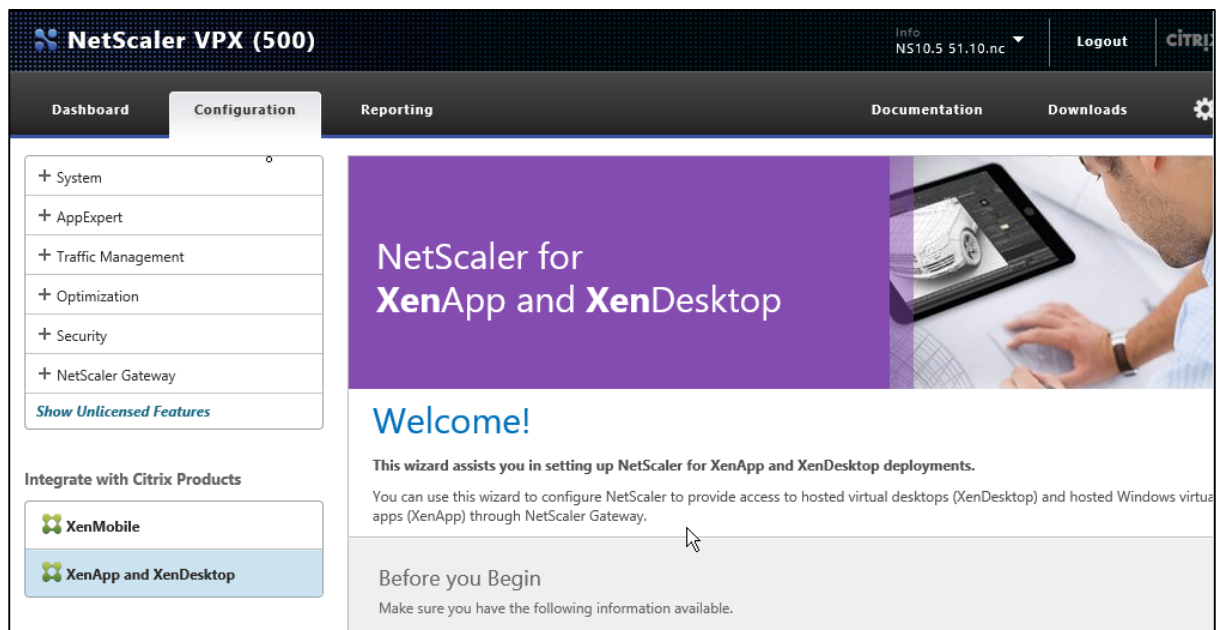 NetScaler VPX (500)
Info
NS10.5 51.10.nc
Logout
Dashboard
Configuration
Reporting
Documentation
Downloads
+ System
+ AppExpert
+ Traffic Management
+ Optimization
+ Security
+ NetScaler Gateway
Show Unlicensed Features
Integrate with Citrix Products
XenMobile
XenApp and XenDesktop
NetScaler for
XenApp and XenDesktop
Welcome!
This wizard assists you in setting up NetScaler for XenApp and XenDesktop deployments.
You can use this wizard to configure NetScaler to provide access to hosted virtual desktops (XenDesktop) and hosted Windows
apps (XenApp) through NetScaler Gateway.
Before you Begin
Make sure you have the following information available.